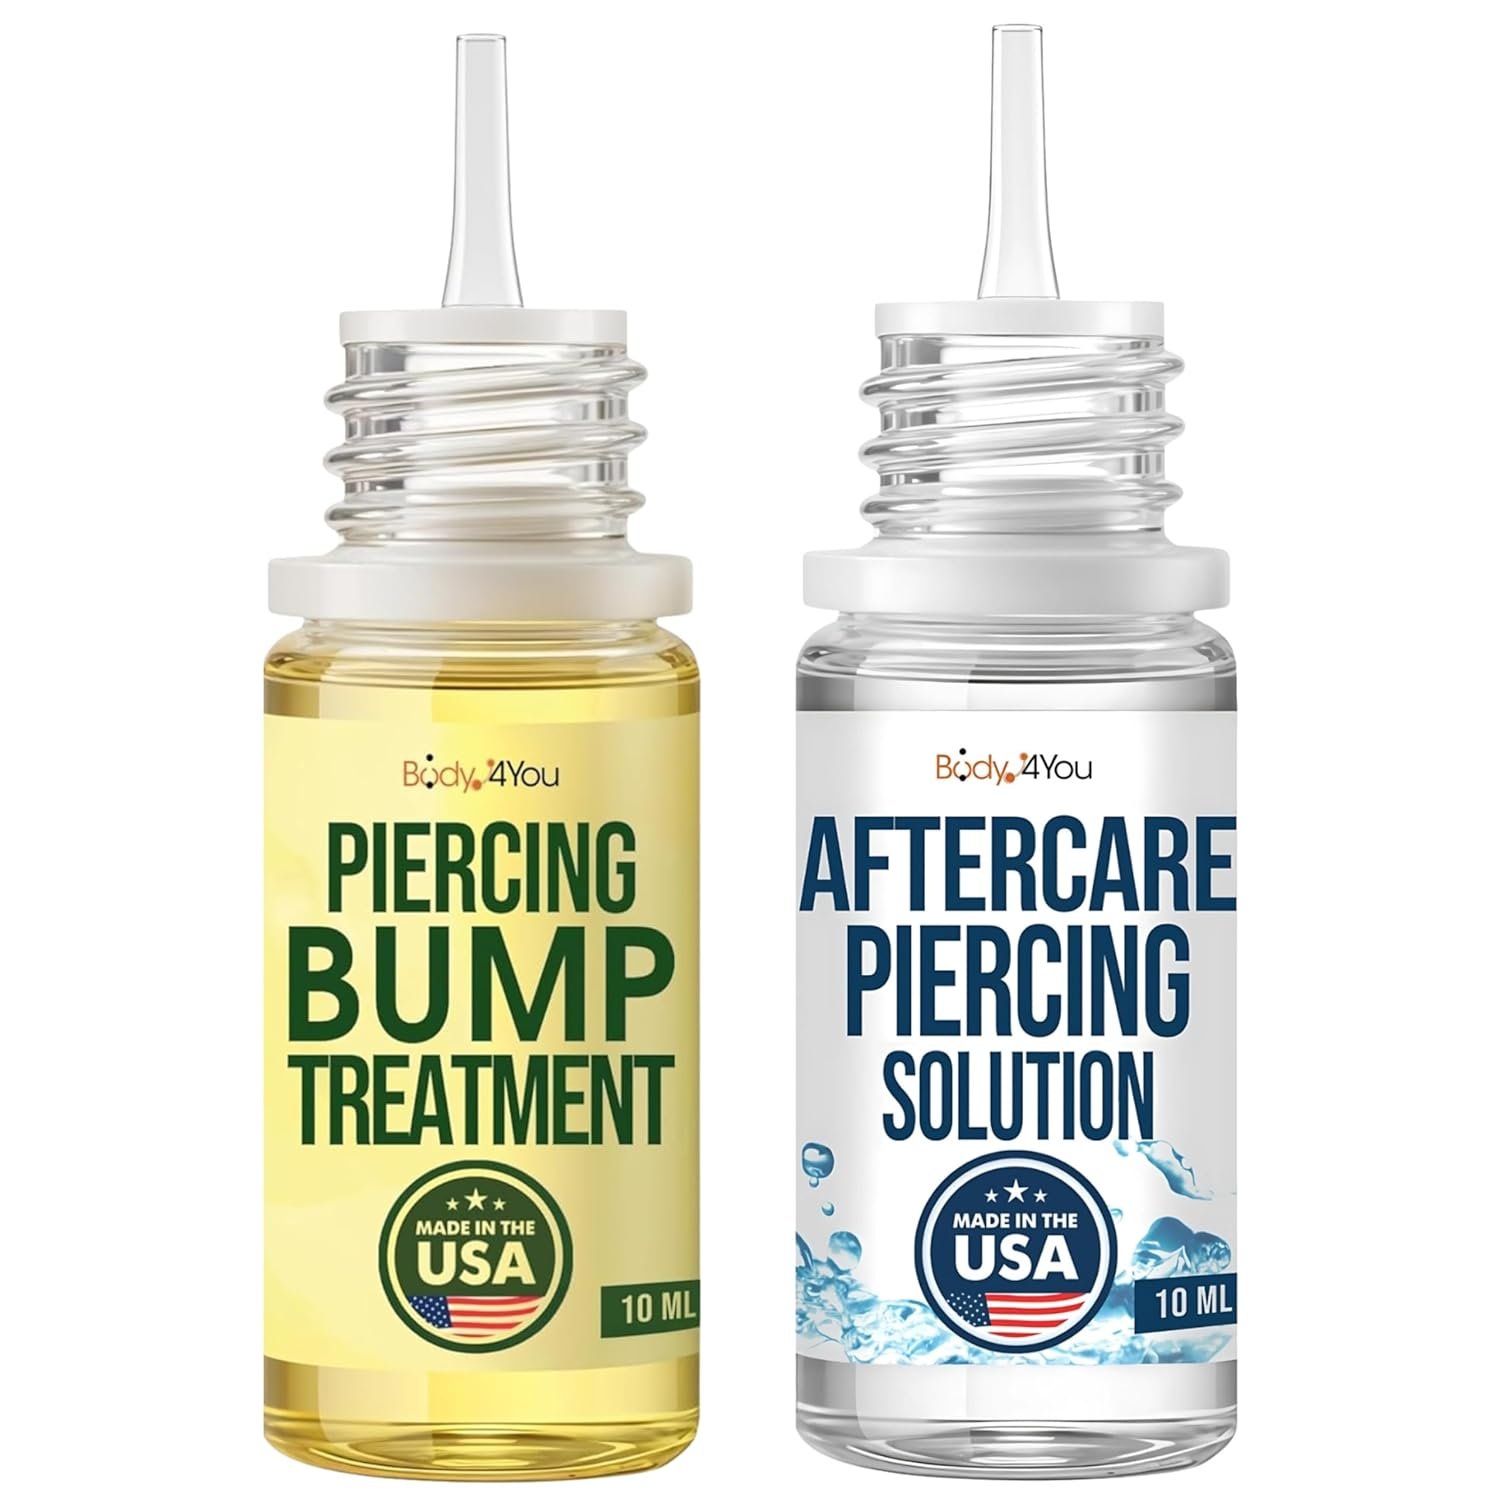 Body 4You
PIERCING
BUMP
TREATMENT
MADE IN THE
USA
10 ML
Body 4You
AFTERCARE
PIERCING
SOLUTION
MADE IN THE
USA
10 ML